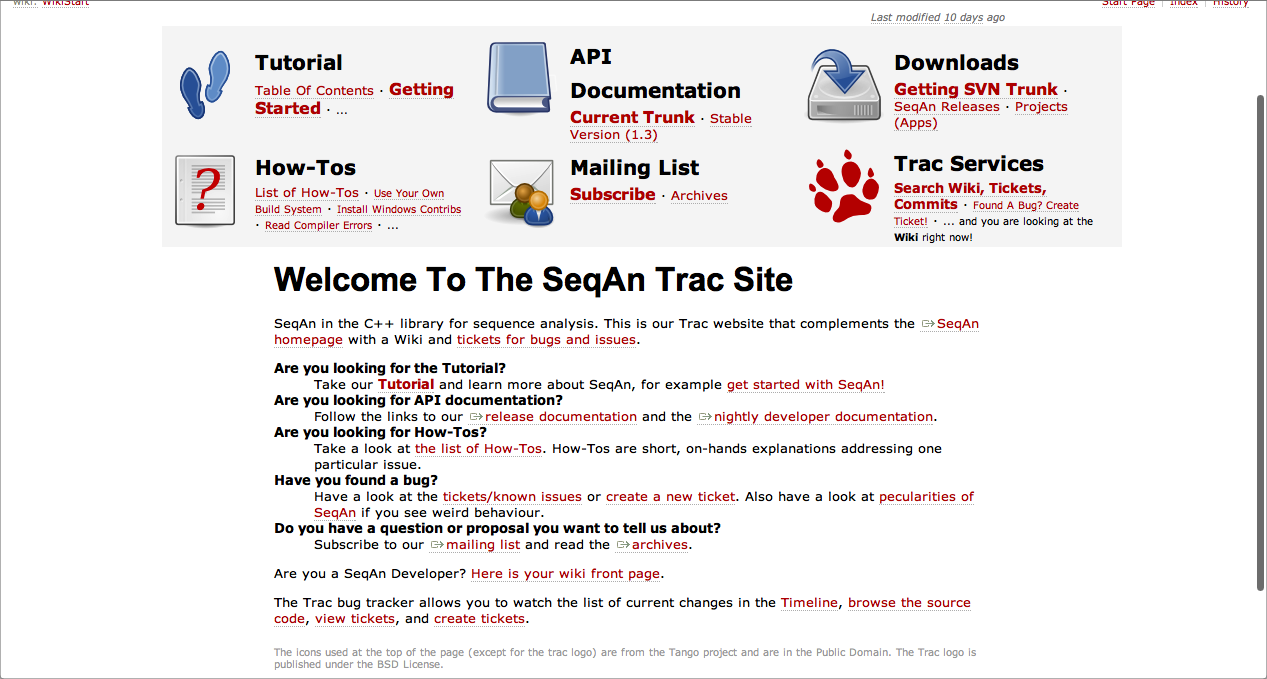 wiki: WikiStart
Start Page Index History
Last modified 10 days ago
Tutorial
Table Of Contents · Getting
Started · ...
API
Documentation
Current Trunk · Stable
Version (1.3)
Downloads
Getting SVN Trunk ·
SeqAn Releases · Projects
(Apps)
How-Tos
List of How-Tos · Use Your Own
Build System · Install Windows Contribs
· Read Compiler Errors · ...
Mailing List
Subscribe · Archives
Trac Services
Search Wiki, Tickets,
Commits · Found A Bug? Create
Ticket! · ... and you are looking at the
Wiki right now!
Welcome To The SeqAn Trac Site
SeqAn in the C++ library for sequence analysis. This is our Trac website that complements the SeqAn
homepage with a Wiki and tickets for bugs and issues.
Are you looking for the Tutorial?
Take our Tutorial and learn more about SeqAn, for example get started with SeqAn!
Are you looking for API documentation?
Follow the links to our release documentation and the nightly developer documentation.
Are you looking for How-Tos?
Take a look at the list of How-Tos. How-Tos are short, on-hands explanations addressing one
particular issue.
Have you found a bug?
Have a look at the tickets/known issues or create a new ticket. Also have a look at pecularities of
SeqAn if you see weird behaviour.
Do you have a question or proposal you want to tell us about?
Subscribe to our mailing list and read the archives.
Are you a SeqAn Developer? Here is your wiki front page.
The Trac bug tracker allows you to watch the list of current changes in the Timeline, browse the source
code, view tickets, and create tickets.
The icons used at the top of the page (except for the trac logo) are from the Tango project and are in the Public Domain. The Trac logo is
published under the BSD License.